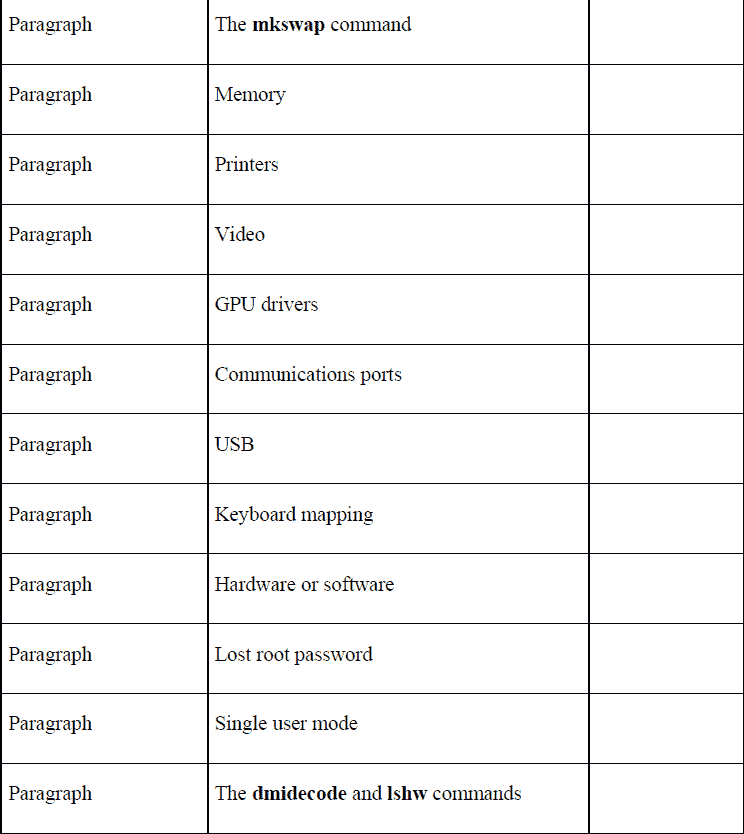 Paragraph The mkswap command
Paragraph Memory
Paragraph Printers
Paragraph Video
Paragraph GPU drivers
Paragraph Communications ports
Paragraph USB
Paragraph Keyboard mapping
Paragraph Hardware or software
Paragraph Lost root password
Paragraph Single user mode
Paragraph The dmidecode and lshw commands